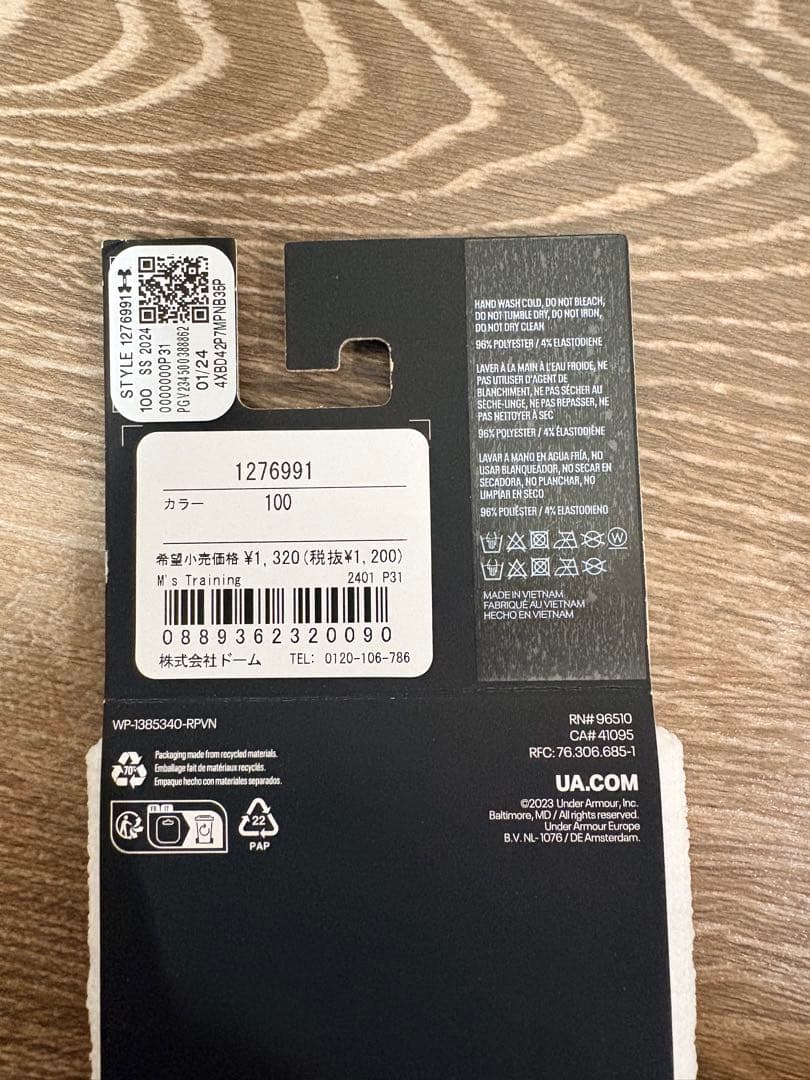 STYLE 1276991
100 SS 2024
0000000P31
PGV234500308862
01/24
4XBD42P7MPNB35P
1276991
カラー 100
希望小売価格 ¥1,320(税抜¥1,200)
M's Training 2401 P31
0889362320090
株式会社ドーム TEL: 0120-106-786
HAND WASH COLD, DO NOT BLEACH,
DO NOT TUMBLE DRY, DO NOT IRON,
DO NOT DRY CLEAN
96% POLYESTER / 4% ELASTODIENE
LAVER À LA MAIN À L'EAU FROIDE, NE
PAS UTILISER D'AGENT DE
BLANCHIMENT, NE PAS SÉCHER AU
SÈCHE-LINGE, NE PAS REPASSER, NE
PAS NETTOYER À SEC
96% POLYESTER / 4% ÉLASTODIÈNE
LAVAR A MANO EN AGUA FRÍA, NO
USAR BLANQUEADOR, NO SECAR EN
SECADORA, NO PLANCHAR, NO
LIMPIAR EN SECO
96% POLIÉSTER / 4% ELASTODIENO
W
MADE IN VIETNAM
FABRIQUÉ AU VIETNAM
HECHO EN VIETNAM
WP-1385340-RPVN
70%
Packaging made from recycled materials.
Emballage fait de matériaux recyclés.
Empaque hecho con materiales separados.
FR IT
22
PAP
RN# 96510
CA# 41095
RFC: 76.306.685-1
UA.COM
©2023 Under Armour, Inc.
Baltimore, MD / All rights reserved.
Under Armour Europe
B.V. NL- 1076 / DE Amsterdam.